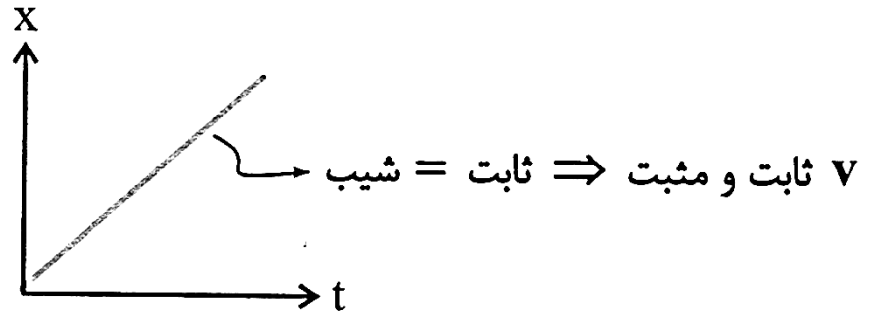 x
شیب = ثابت ⇒ v ثابت و مثبت
t